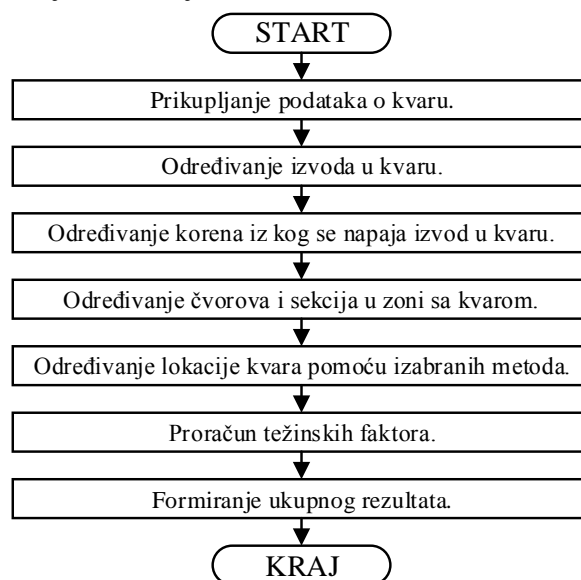 START
Prikupljanje podataka o kvaru.
Određivanje izvoda u kvaru.
Određivanje korena iz kog se napaja izvod u kvaru.
Određivanje čvorova i sekcija u zoni sa kvarom.
Određivanje lokacije kvara pomoću izabranih metoda.
Proračun težinskih faktora.
Formiranje ukupnog rezultata.
KRAJ